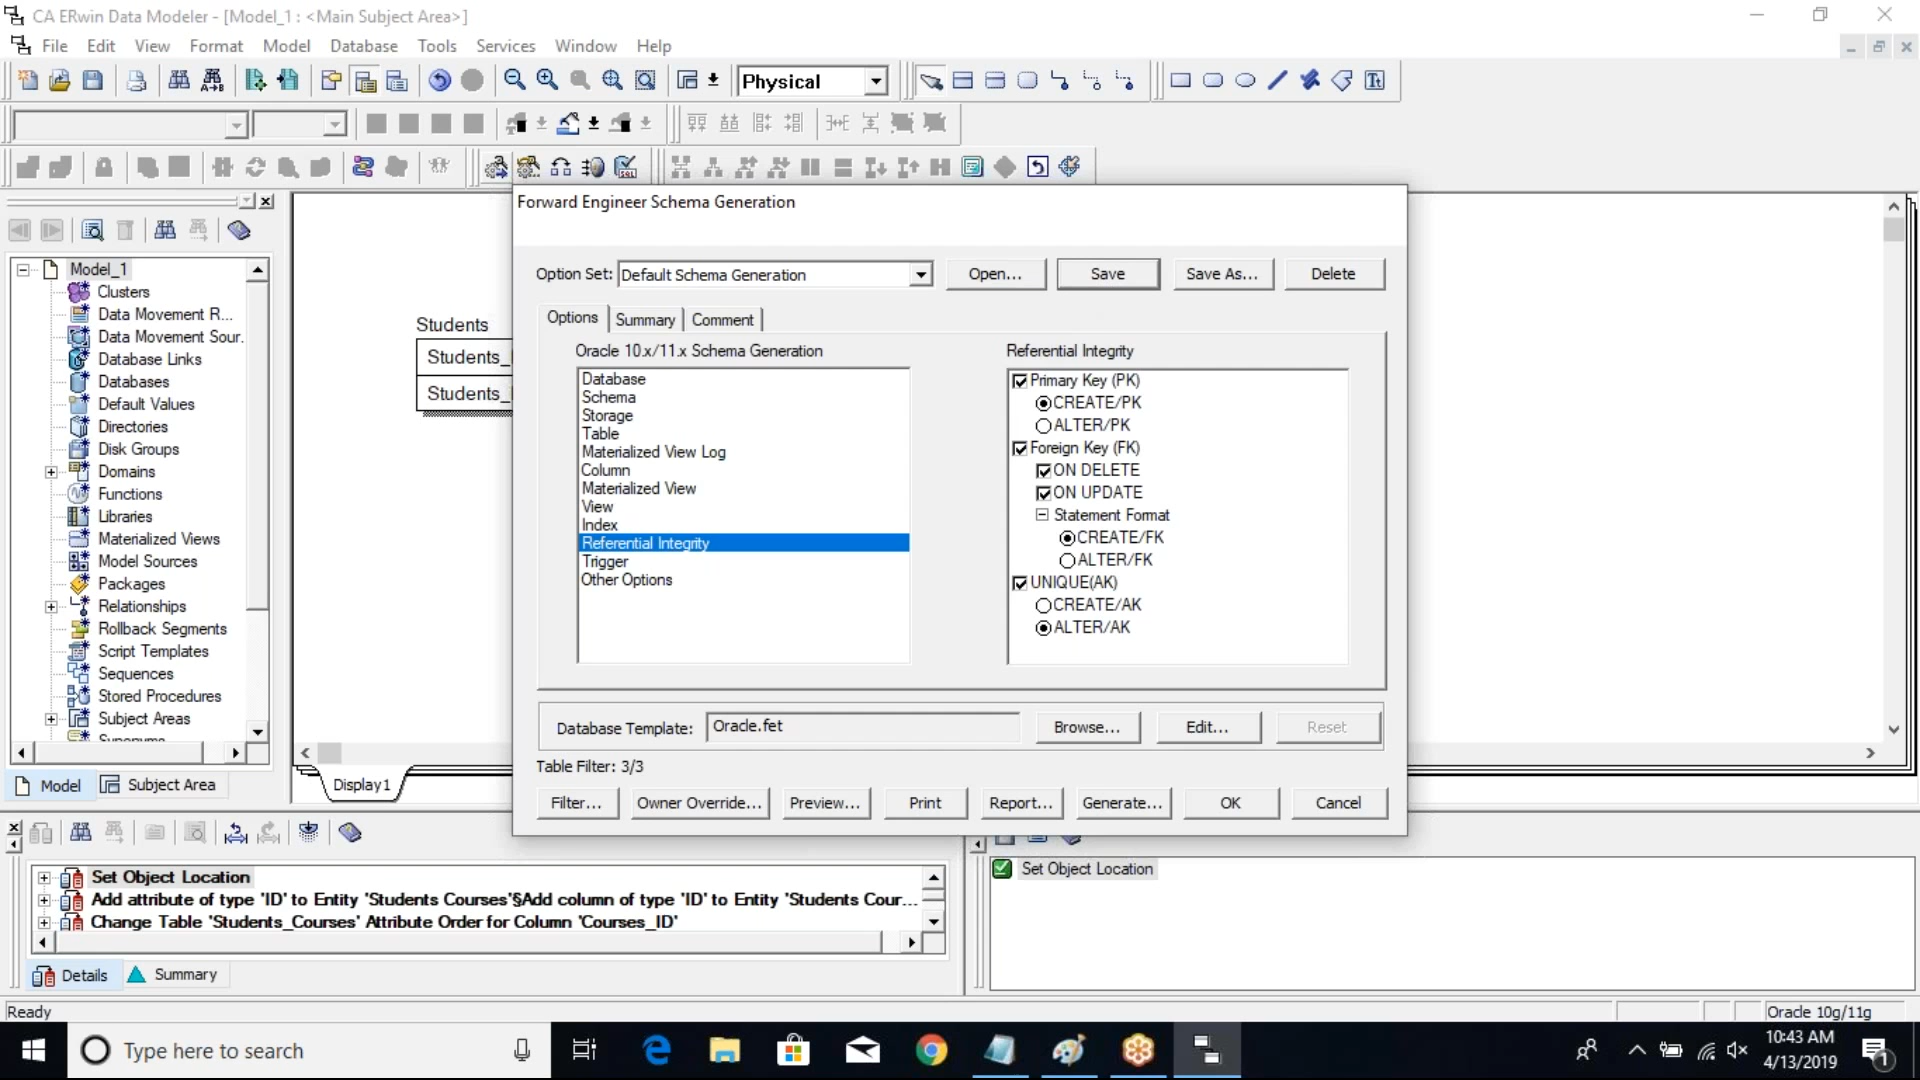 CA ERwin Data Modeler - [Model_1 : <Main Subject Area>]
File Edit View Format Model Database Tools Services Window Help
Physical
Forward Engineer Schema Generation
Option Set: Default Schema Generation Open... Save Save As... Delete
Options Summary Comment
Oracle 10.x/11.x Schema Generation
Database
Schema
Storage
Table
Materialized View Log
Column
Materialized View
View
Index
Referential Integrity
Trigger
Other Options
Referential Integrity
Primary Key (PK)
CREATE/PK
ALTER/PK
Foreign Key (FK)
ON DELETE
ON UPDATE
Statement Format
CREATE/FK
ALTER/FK
UNIQUE(AK)
CREATE/AK
ALTER/AK
Database Template: Oracle.fet Browse... Edit... Reset
Table Filter: 3/3
Filter... Owner Override... Preview... Print Report... Generate... OK Cancel
Model_1
Clusters
Data Movement R...
Data Movement Sour.
Database Links
Databases
Default Values
Directories
Disk Groups
Domains
Functions
Libraries
Materialized Views
Model Sources
Packages
Relationships
Rollback Segments
Script Templates
Sequences
Stored Procedures
Subject Areas
Model Subject Area
Students
Students_
Students_
Display1
Set Object Location
Add attribute of type 'ID' to Entity 'Students Courses'§Add column of type 'ID' to Entity 'Students Cour...
Change Table 'Students_Courses' Attribute Order for Column 'Courses_ID'
Details Summary
Set Object Location
Ready
Oracle 10g/11g
Type here to search
10:43 AM
4/13/2019
1